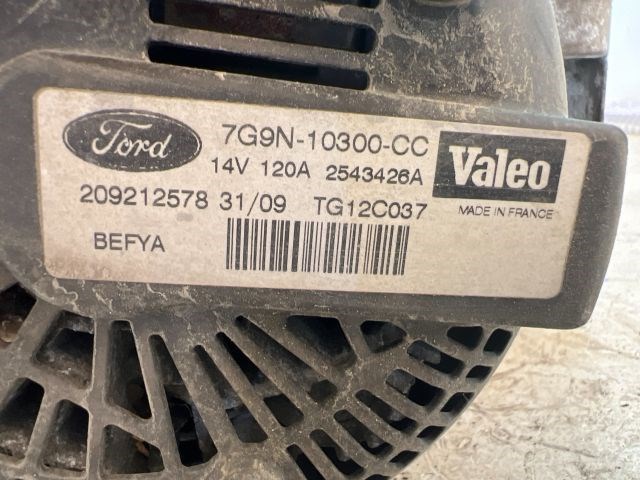 Ford 7G9N-10300-CC
14V 120A 2543426A
Valeo
209212578 31/09 TG12C037
MADE IN FRANCE
BEFYA